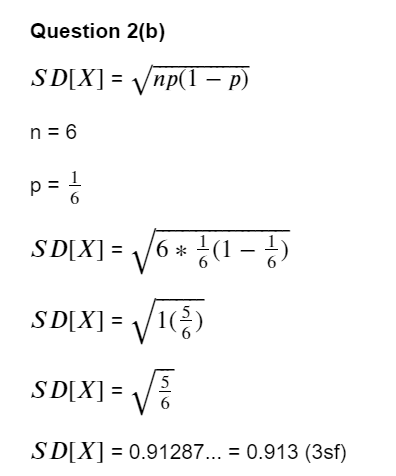 Question 2(b)
SD[X] = √(np(1 − p))
n = 6
p = 1/6
SD[X] = √(6 * 1/6(1 − 1/6))
SD[X] = √(1(5/6))
SD[X] = √(5/6)
SD[X] = 0.91287... = 0.913 (3sf)